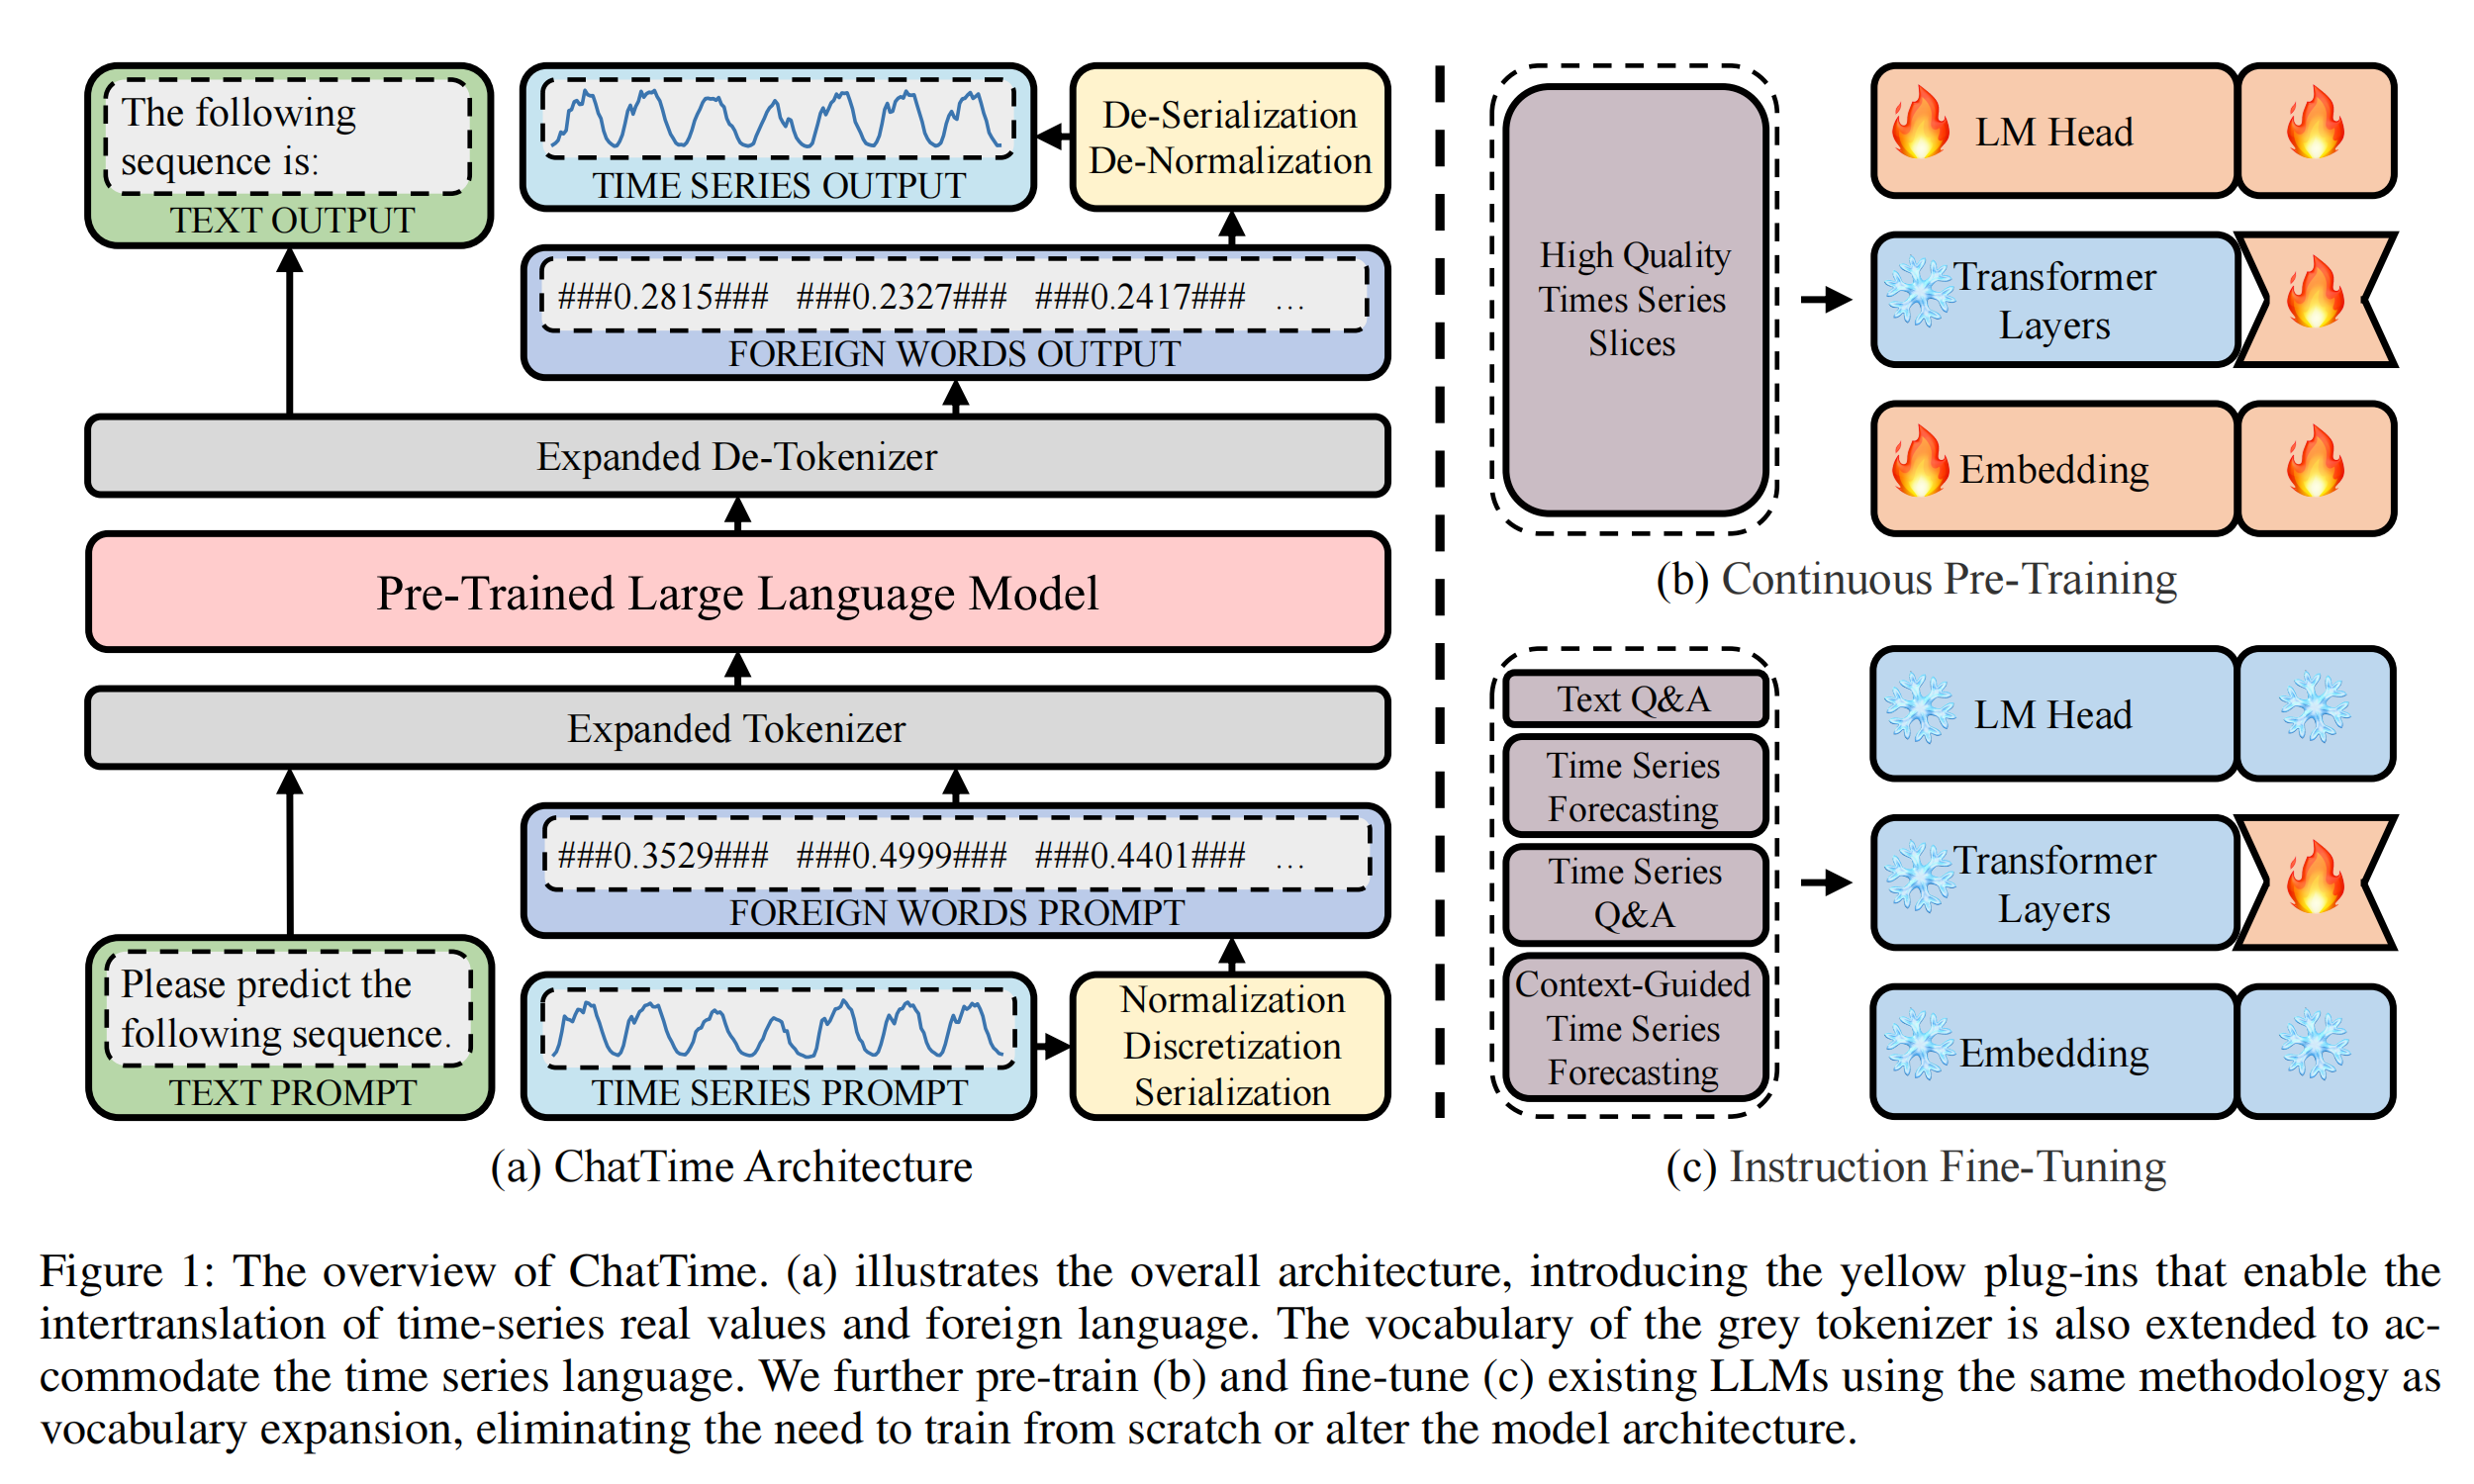 The following
sequence is:
TEXT OUTPUT
TIME SERIES OUTPUT
De-Serialization
De-Normalization
###0.2815### ###0.2327### ###0.2417### ...
FOREIGN WORDS OUTPUT
Expanded De-Tokenizer
Pre-Trained Large Language Model
Expanded Tokenizer
###0.3529### ###0.4999### ###0.4401### ...
FOREIGN WORDS PROMPT
Please predict the
following sequence.
TEXT PROMPT
TIME SERIES PROMPT
Normalization
Discretization
Serialization
(a) ChatTime Architecture
High Quality
Times Series
Slices
LM Head
Transformer
Layers
Embedding
(b) Continuous Pre-Training
Text Q&A
Time Series
Forecasting
Time Series
Q&A
Context-Guided
Time Series
Forecasting
LM Head
Transformer
Layers
Embedding
(c) Instruction Fine-Tuning
Figure 1: The overview of ChatTime. (a) illustrates the overall architecture, introducing the yellow plug-ins that enable the
intertranslation of time-series real values and foreign language. The vocabulary of the grey tokenizer is also extended to ac-
commodate the time series language. We further pre-train (b) and fine-tune (c) existing LLMs using the same methodology as
vocabulary expansion, eliminating the need to train from scratch or alter the model architecture.